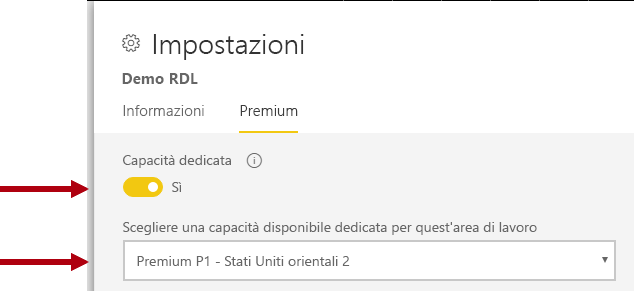 Impostazioni
Demo RDL
Informazioni Premium
Capacità dedicata
Sì
Scegliere una capacità disponibile dedicata per quest'area di lavoro
Premium P1 - Stati Uniti orientali 2